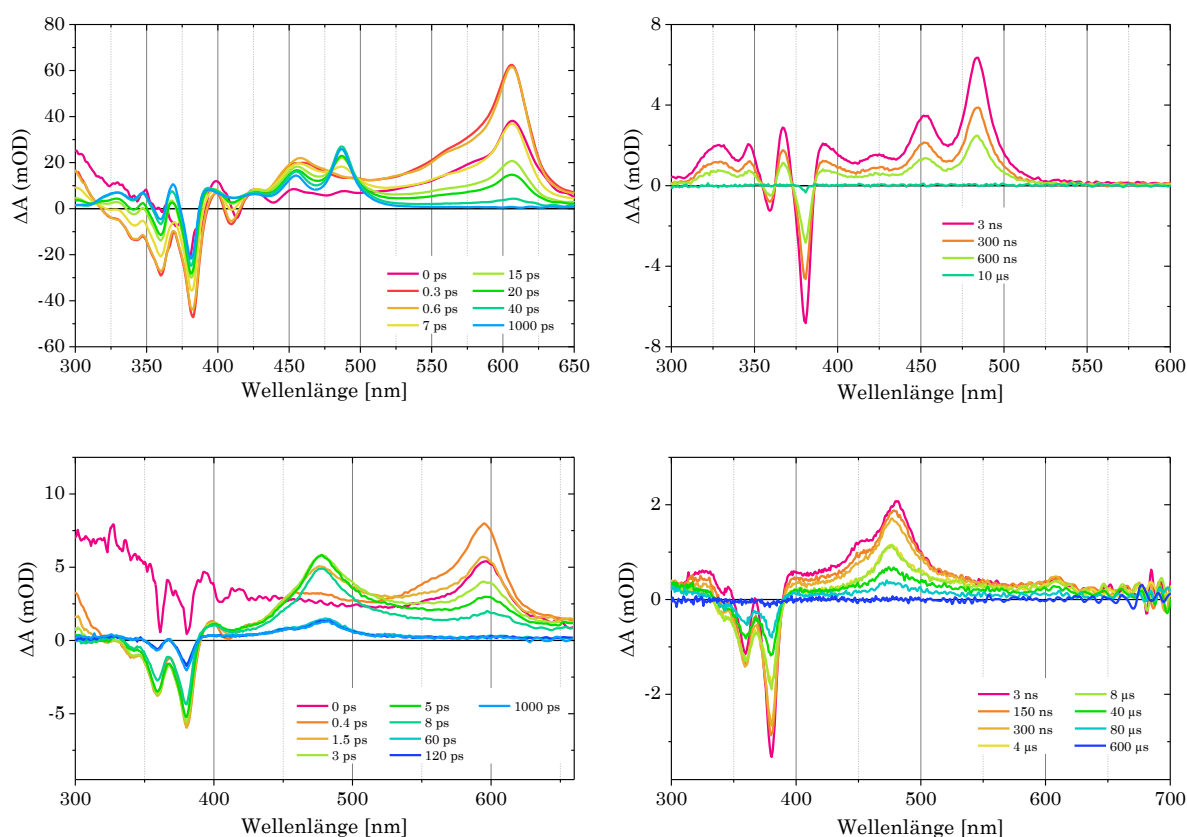 80
60
40
20
0
-20
-40
-60
ΔA (mOD)
0 ps
0.3 ps
0.6 ps
7 ps
15 ps
20 ps
40 ps
1000 ps
300 350 400 450 500 550 600 650
Wellenlänge [nm]
8
4
0
-4
-8
ΔA (mOD)
3 ns
300 ns
600 ns
10 µs
300 350 400 450 500 550 600
Wellenlänge [nm]
10
5
0
-5
ΔA (mOD)
0 ps
0.4 ps
1.5 ps
3 ps
5 ps
8 ps
60 ps
120 ps
1000 ps
300 400 500 600
Wellenlänge [nm]
2
0
-2
ΔA (mOD)
3 ns
150 ns
300 ns
4 µs
8 µs
40 µs
80 µs
600 µs
300 400 500 600 700
Wellenlänge [nm]